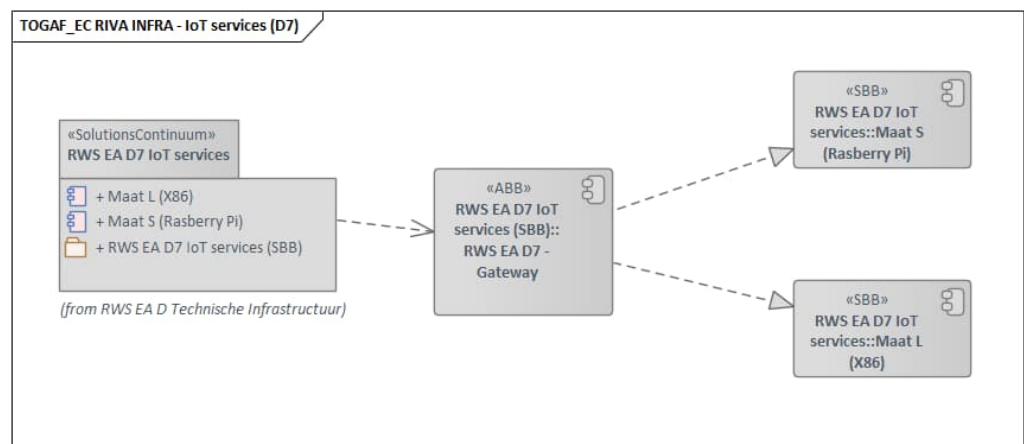 TOGAF_EC RIVA INFRA - IoT services (D7)
«SolutionsContinuum»
RWS EA D7 IoT services
+ Maat L (X86)
+ Maat S (Rasberry Pi)
+ RWS EA D7 IoT services (SBB)
(from RWS EA D Technische Infrastructuur)
«ABB»
RWS EA D7 IoT
services (SBB)::
RWS EA D7 -
Gateway
«SBB»
RWS EA D7 IoT
services::Maat S
(Rasberry Pi)
«SBB»
RWS EA D7 IoT
services::Maat L
(X86)